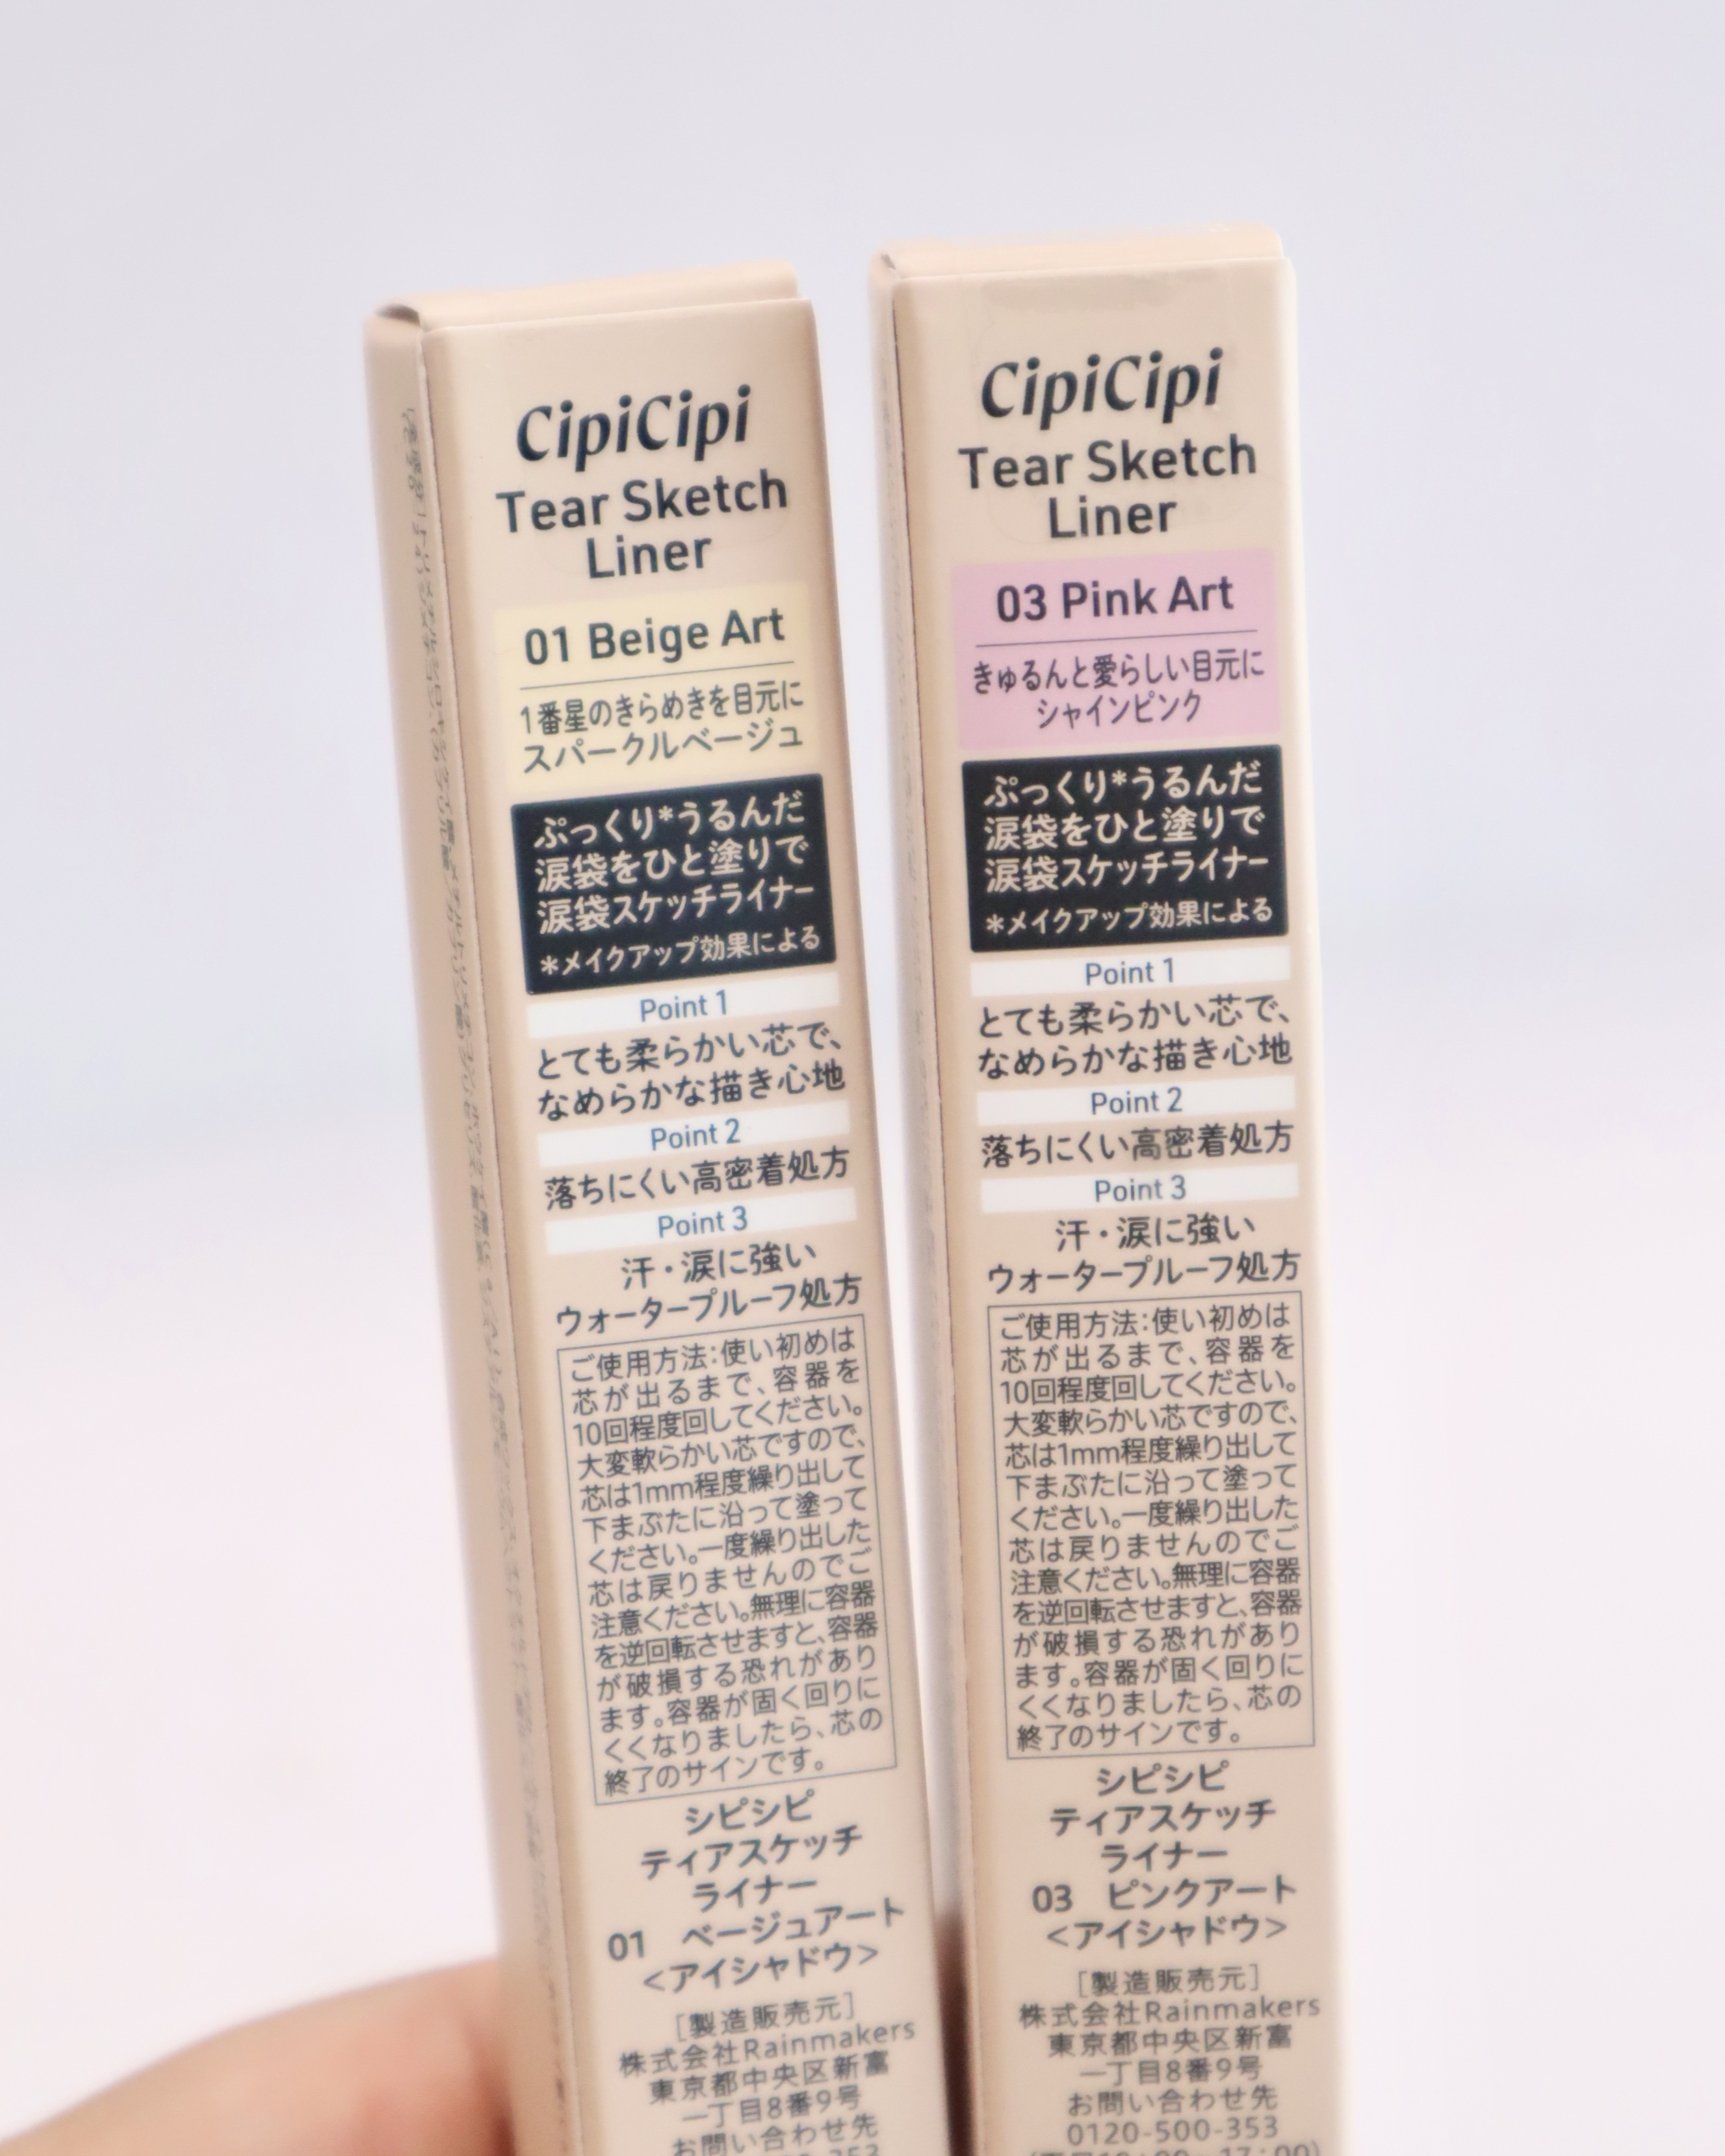 CipiCipi
Tear Sketch
Liner
01 Beige Art
1番星のきらめきを目元に
スパークルベージュ
ぷっくり*うるんだ
涙袋をひと塗りで
涙袋スケッチライナー
*メイクアップ効果による
Point 1
とても柔らかい芯で、
なめらかな描き心地
Point 2
落ちにくい高密着処方
Point 3
汗・涙に強い
ウォータープルーフ処方
ご使用方法:使い初めは
芯が出るまで、容器を
10回程度回してください。
大変軟らかい芯ですので、
芯は1mm程度繰り出して
下まぶたに沿って塗って
ください。一度繰り出した
芯は戻りませんのでご
注意ください。無理に容器
を逆回転させますと、容器
が破損する恐れがあり
ます。容器が固く回りに
くくなりましたら、芯の
終了のサインです。
シピシピ
ティアスケッチ
ライナー
01 ベージュアート
<アイシャドウ>
[製造販売元]
株式会社Rainmakers
東京都中央区新富
一丁目8番9号
お問い合わせ先
CipiCipi
Tear Sketch
Liner
03 Pink Art
きゅるんと愛らしい目元に
シャインピンク
ぷっくり*うるんだ
涙袋をひと塗りで
涙袋スケッチライナー
*メイクアップ効果による
Point 1
とても柔らかい芯で、
なめらかな描き心地
Point 2
落ちにくい高密着処方
Point 3
汗・涙に強い
ウォータープルーフ処方
ご使用方法:使い初めは
芯が出るまで、容器を
10回程度回してください。
大変軟らかい芯ですので、
芯は1mm程度繰り出して
下まぶたに沿って塗って
ください。一度繰り出した
芯は戻りませんのでご
注意ください。無理に容器
を逆回転させますと、容器
が破損する恐れがあり
ます。容器が固く回りに
くくなりましたら、芯の
終了のサインです。
シピシピ
ティアスケッチ
ライナー
03 ピンクアート
<アイシャドウ>
[製造販売元]
株式会社Rainmakers
東京都中央区新富
一丁目8番9号
お問い合わせ先
0120-500-353